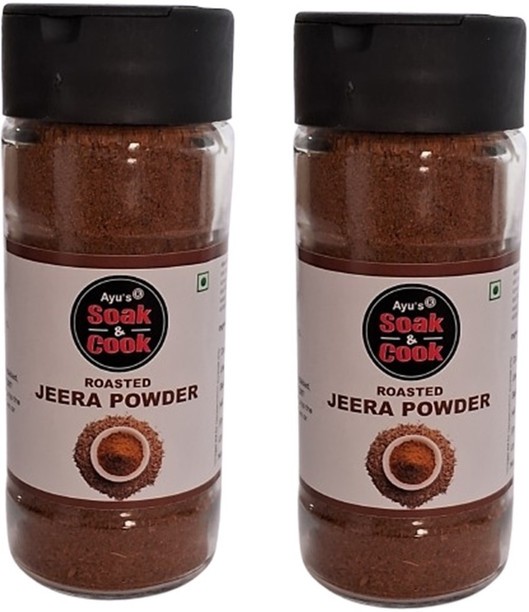 Ayu's
Soak
&
Cook
ROASTED
JEERA POWDER
Ayu's
Soak
&
Cook
ROASTED
JEERA POWDER